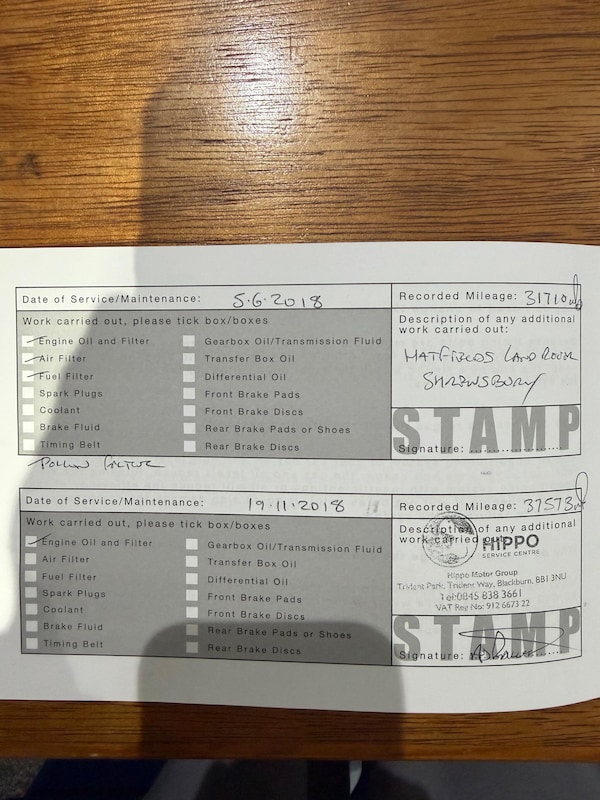 Date of Service/Maintenance: 5.6.2018
Recorded Mileage: 31710
Work carried out, please tick box/boxes
Engine Oil and Filter
Air Filter
Fuel Filter
Spark Plugs
Coolant
Brake Fluid
Timing Belt
Gearbox Oil/Transmission Fluid
Transfer Box Oil
Differential Oil
Front Brake Pads
Front Brake Discs
Rear Brake Pads or Shoes
Rear Brake Discs
Description of any additional
work carried out:
HATFIELDS LAND ROVER
SHREWSBURY
STAMP
Signature:
POLLEN FILTER
Date of Service/Maintenance: 19.11.2018
Recorded Mileage: 37573
Work carried out, please tick box/boxes
Engine Oil and Filter
Air Filter
Fuel Filter
Spark Plugs
Coolant
Brake Fluid
Timing Belt
Gearbox Oil/Transmission Fluid
Transfer Box Oil
Differential Oil
Front Brake Pads
Front Brake Discs
Rear Brake Pads or Shoes
Rear Brake Discs
Description of any additional
work carried out:
HIPPO
SERVICE CENTRE
Hippo Motor Group
Trident Park, Trident Way, Blackburn, BB1 3NU
Tel:0845 838 3661
VAT Reg No: 912 6673 22
STAMP
Signature: